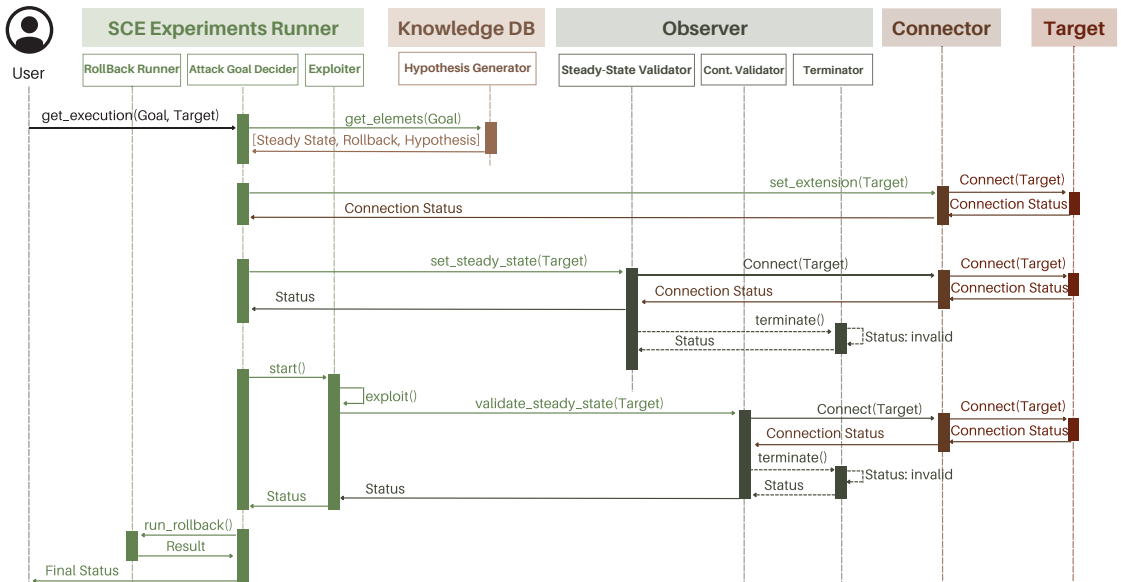 SCE Experiments Runner
Knowledge DB
Observer
Connector
Target
User
RollBack Runner
Attack Goal Decider
Exploiter
Hypothesis Generator
Steady-State Validator
Cont. Validator
Terminator
get_execution(Goal, Target)
get_elemets(Goal)
[Steady State, Rollback, Hypothesis]
set_extension(Target)
Connect(Target)
Connection Status
Connection Status
set_steady_state(Target)
Connect(Target)
Connect(Target)
Status
Connection Status
Connection Status
terminate()
Status
Status: invalid
start()
exploit()
validate_steady_state(Target)
Connect(Target)
Connect(Target)
Connection Status
Connection Status
terminate()
Status: invalid
Status
Status
Status
run_rollback()
Result
Final Status